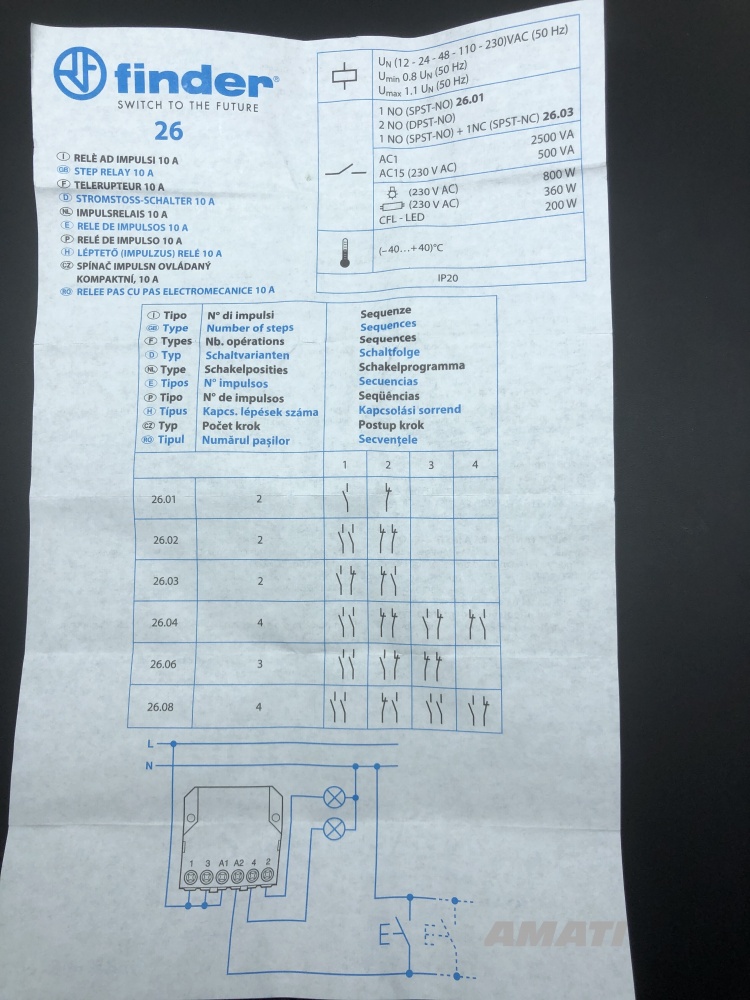 finder®
SWITCH TO THE FUTURE
26
I RELÈ AD IMPULSI 10 A
GB STEP RELAY 10 A
F TELERUPTEUR 10 A
D STROMSTOSS-SCHALTER 10 A
NL IMPULSRELAIS 10 A
E RELE DE IMPULSOS 10 A
P RELÉ DE IMPULSO 10 A
H LÉPTETŐ (IMPULZUS) RELÉ 10 A
CZ SPÍNAČ IMPULSN OVLÁDANÝ
KOMPAKTNÍ, 10 A
RO RELEE PAS CU PAS ELECTROMECANICE 10 A
UN (12 - 24 - 48 - 110 - 230)VAC (50 Hz)
Umin 0.8 UN (50 Hz)
Umax 1.1 UN (50 Hz)
1 NO (SPST-NO) 26.01
2 NO (DPST-NO)
1 NO (SPST-NO) + 1NC (SPST-NC) 26.03
AC1 2500 VA
AC15 (230 V AC) 500 VA
(230 V AC) 800 W
(230 V AC) 360 W
CFL - LED 200 W
(–40...+40)°C
IP20
I Tipo N° di impulsi Sequenze
GB Type Number of steps Sequences
F Types Nb. opérations Séquences
D Typ Schaltvarianten Schaltfolge
NL Type Schakelposities Schakelprogramma
E Tipos N° impulsos Secuencias
P Tipo N° de impulsos Seqüências
H Típus Kapcs. lépések száma Kapcsolási sorrend
CZ Typ Počet krok Postup krok
RO Tipul Numărul paşilor Secvenţele
1 2 3 4
26.01 2
26.02 2
26.03 2
26.04 4
26.06 3
26.08 4
L
N
1 3 A1 A2 4 2
AMATI